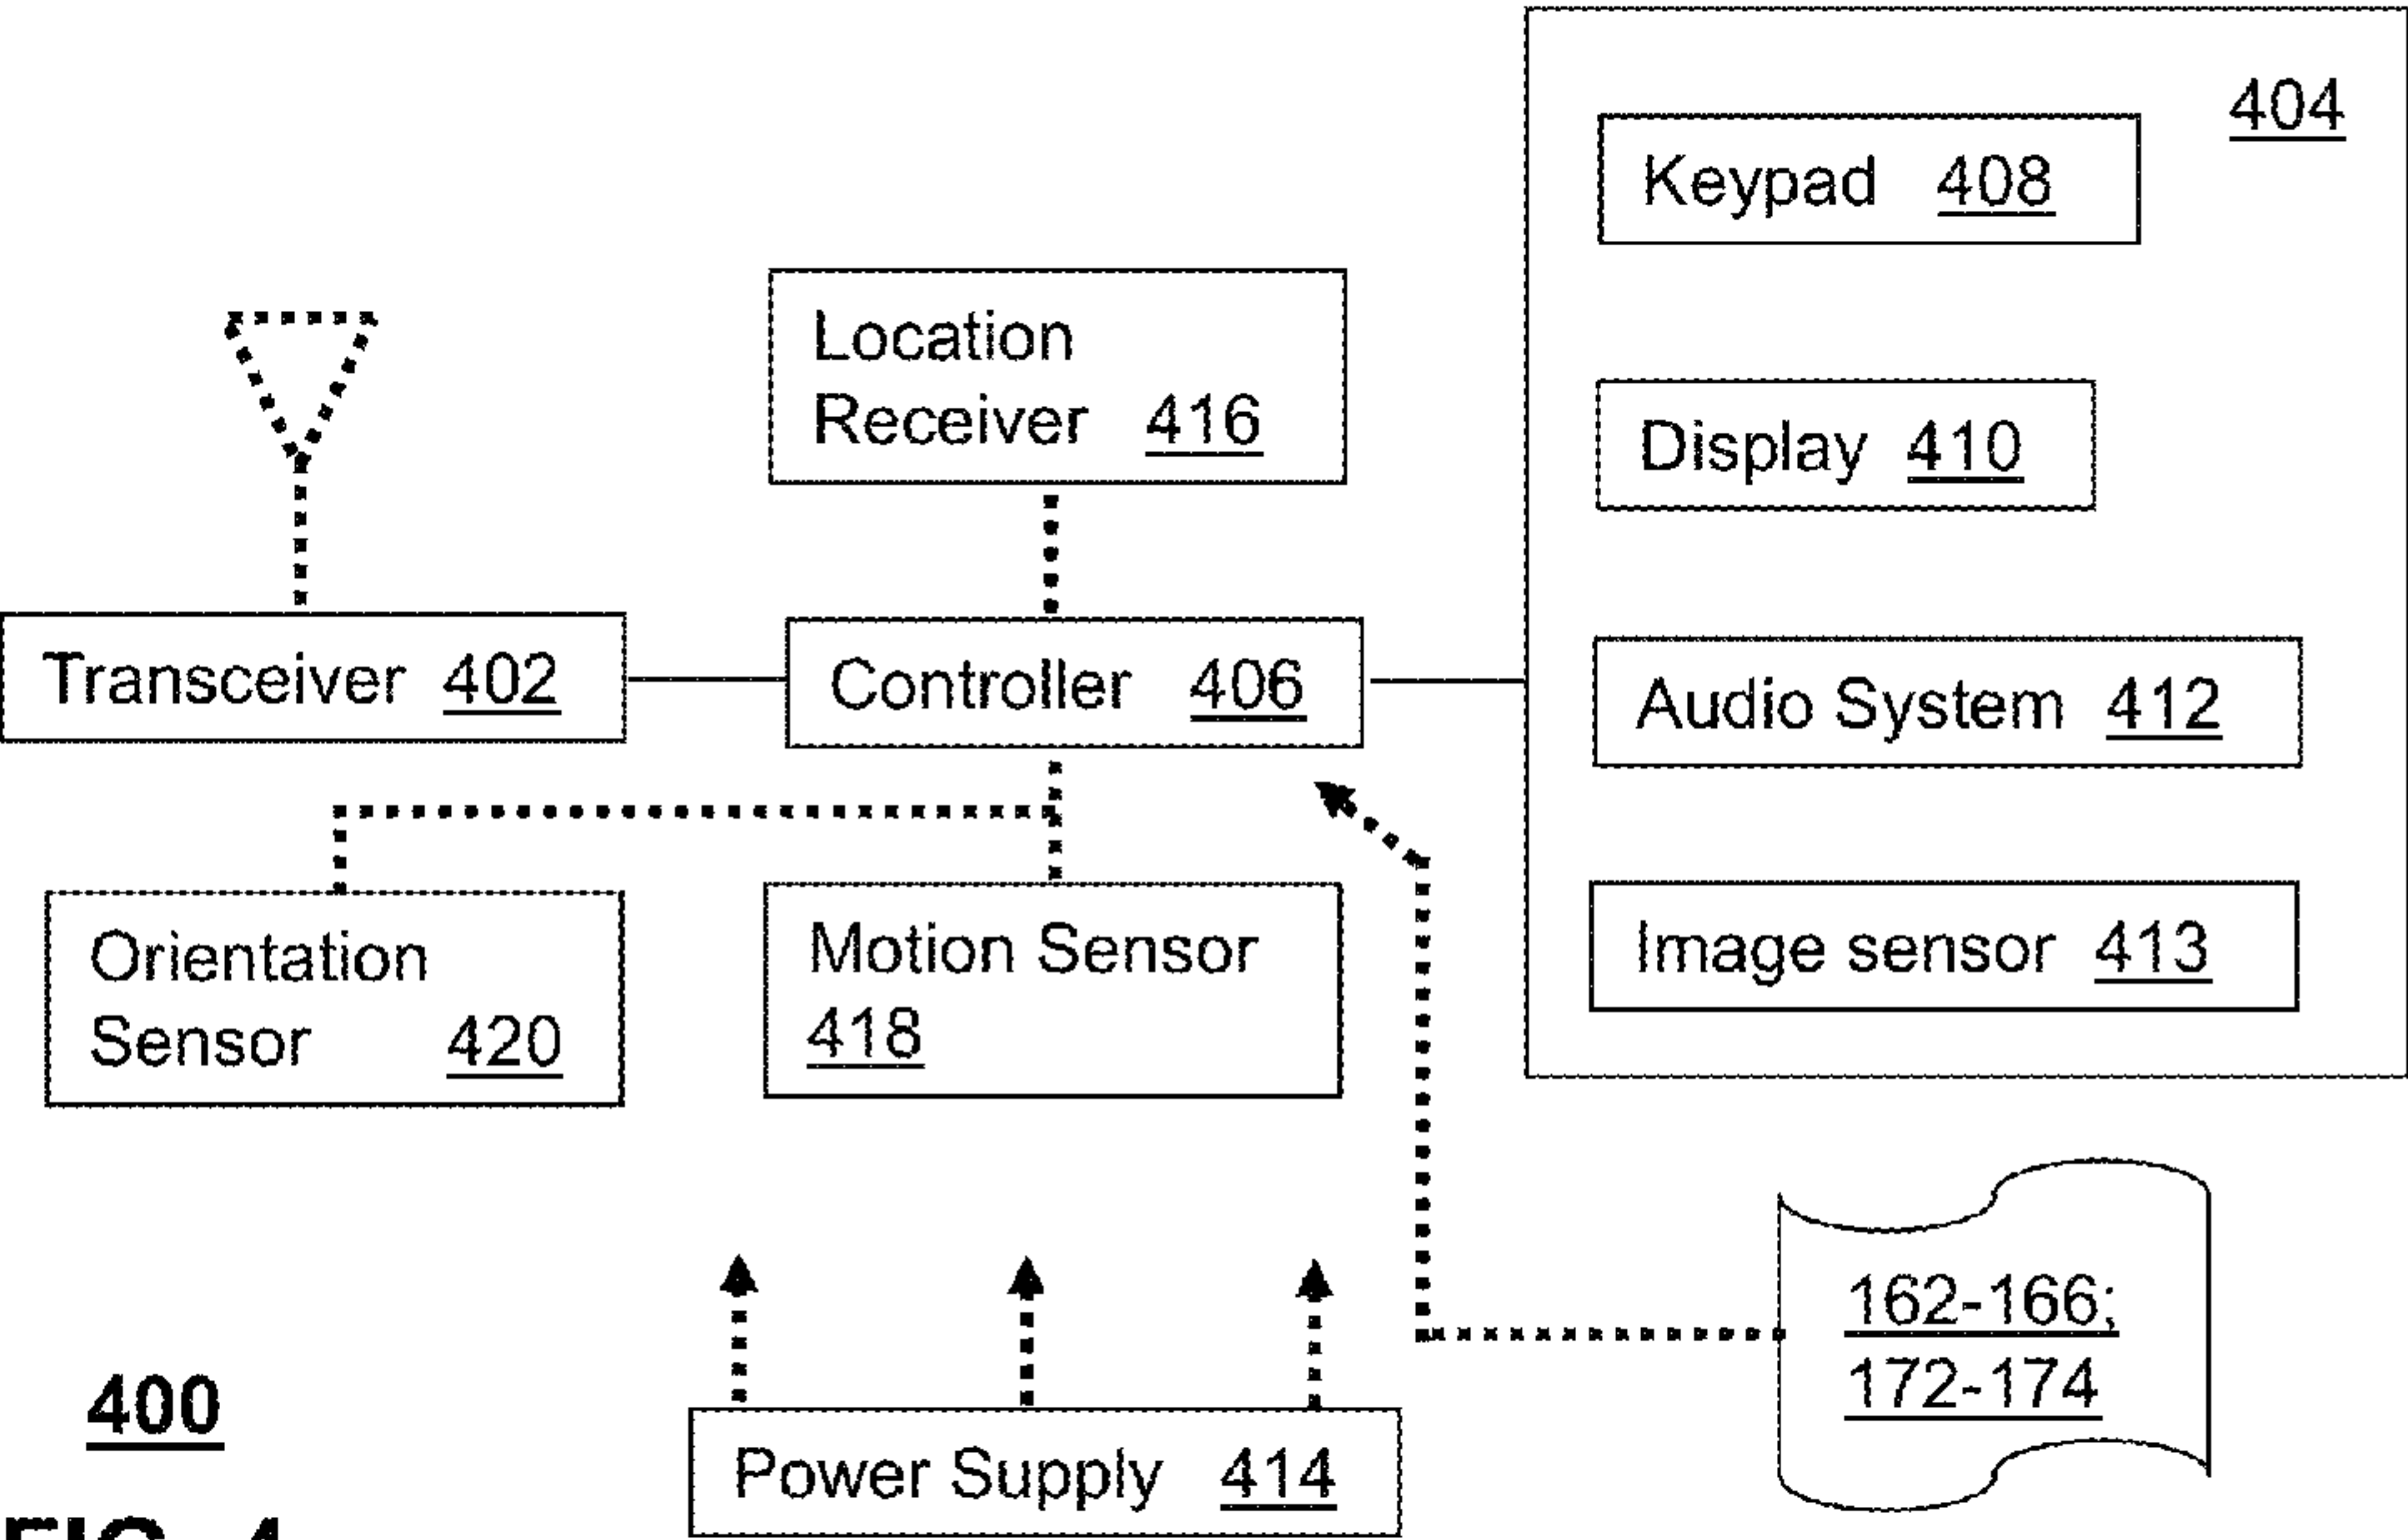 404
Keypad 408
Location
Receiver 416
Display 410
Transceiver 402
Controller 406
Audio System 412
Orientation
Sensor 420
Motion Sensor
418
Image sensor 413
162-166;
172-174
400
Power Supply 414